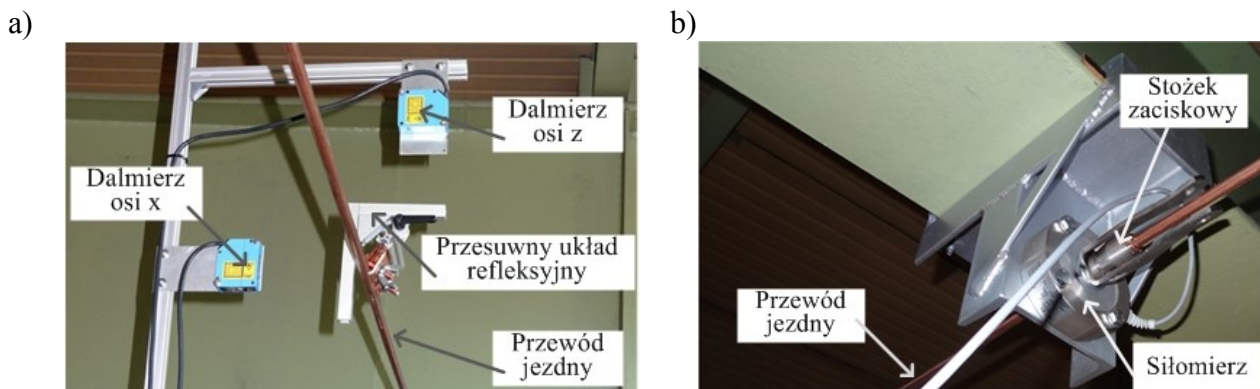 a)
Dalmierz
osi z
Dalmierz
osi x
Przesuwny układ
refleksyjny
Przewód
jezdny
b)
Stożek
zaciskowy
Przewód
jezdny
Siłomierz